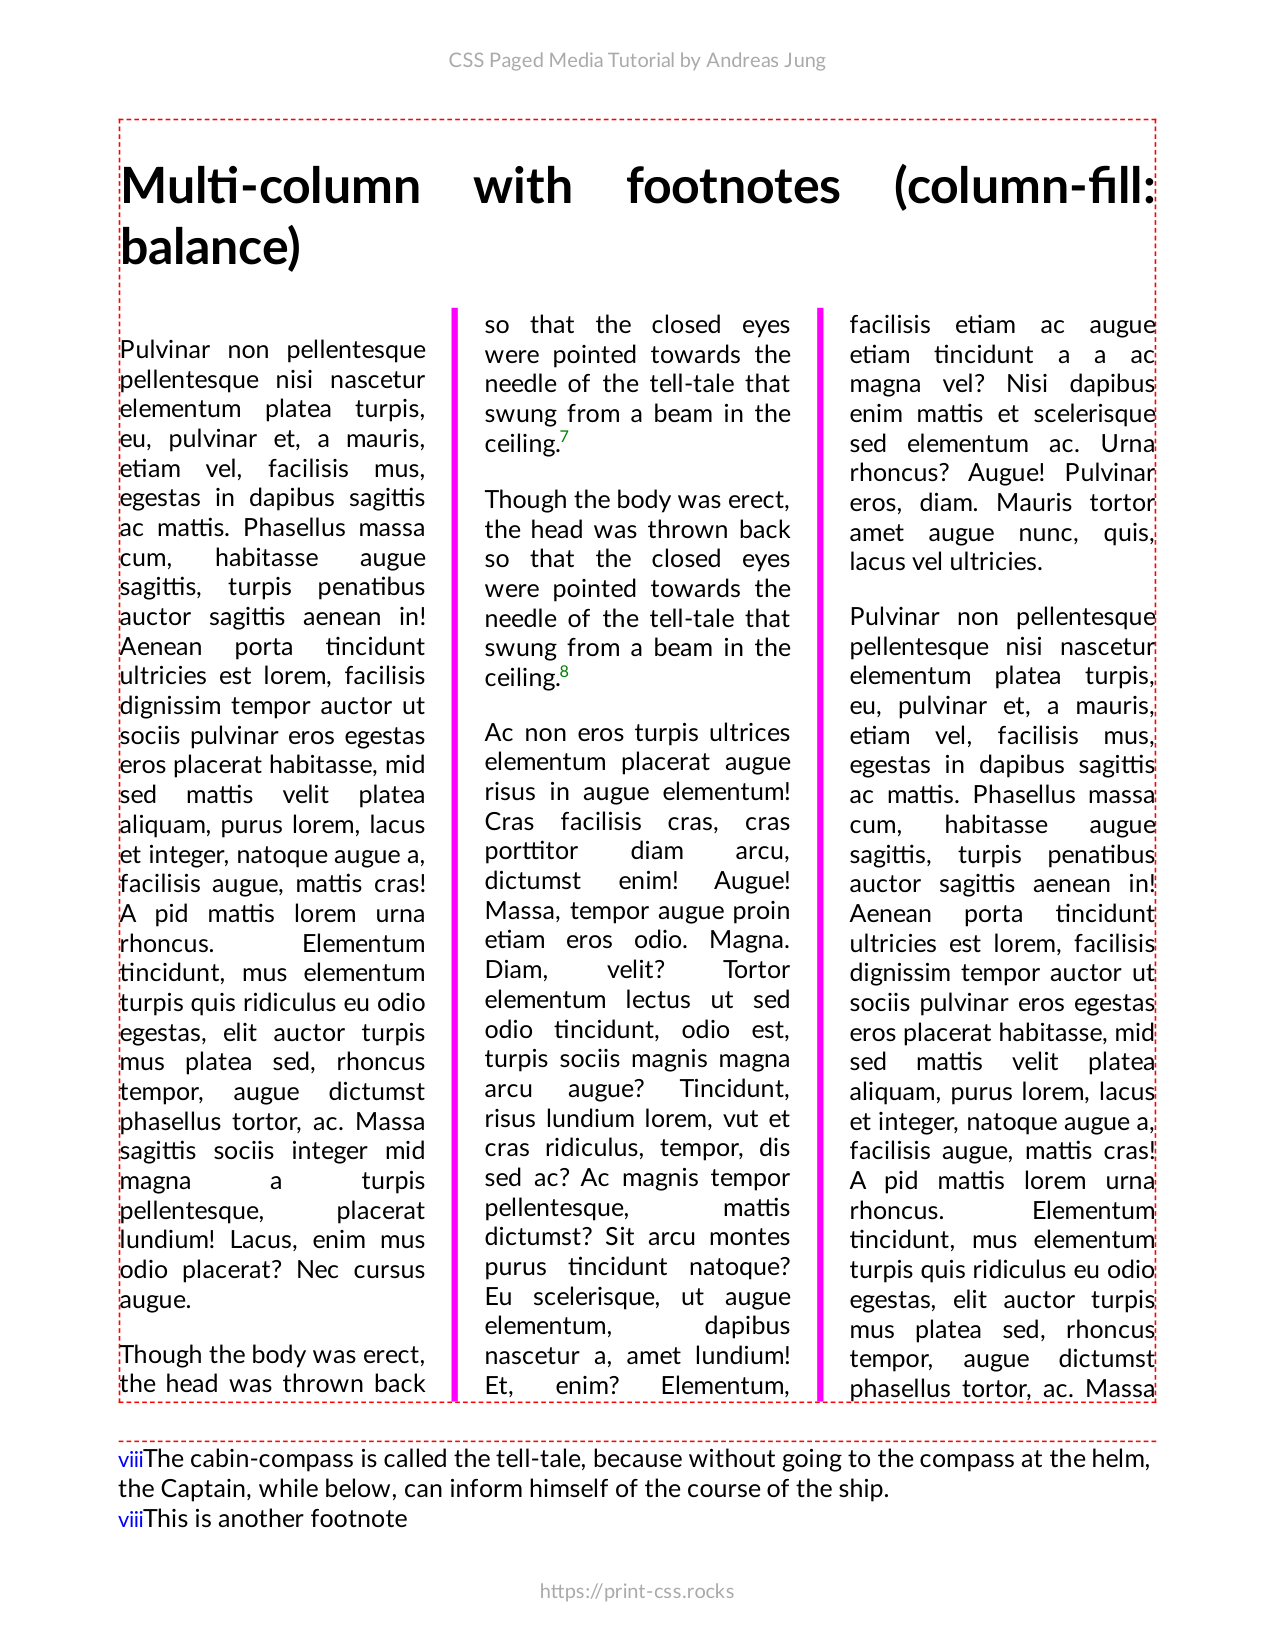 CSS Paged Media Tutorial by Andreas Jung
Multi-column with footnotes (column-fill:
balance)
Pulvinar non pellentesque
pellentesque nisi nascetur
elementum platea turpis,
eu, pulvinar et, a mauris,
etiam vel, facilisis mus,
egestas in dapibus sagittis
ac mattis. Phasellus massa
cum, habitasse augue
sagittis, turpis penatibus
auctor sagittis aenean in!
Aenean porta tincidunt
ultricies est lorem, facilisis
dignissim tempor auctor ut
sociis pulvinar eros egestas
eros placerat habitasse, mid
sed mattis velit platea
aliquam, purus lorem, lacus
et integer, natoque augue a,
facilisis augue, mattis cras!
A pid mattis lorem urna
rhoncus. Elementum
tincidunt, mus elementum
turpis quis ridiculus eu odio
egestas, elit auctor turpis
mus platea sed, rhoncus
tempor, augue dictumst
phasellus tortor, ac. Massa
sagittis sociis integer mid
magna a turpis
pellentesque, placerat
lundium! Lacus, enim mus
odio placerat? Nec cursus
augue.
Though the body was erect,
the head was thrown back
so that the closed eyes
were pointed towards the
needle of the tell-tale that
swung from a beam in the
ceiling.7
Though the body was erect,
the head was thrown back
so that the closed eyes
were pointed towards the
needle of the tell-tale that
swung from a beam in the
ceiling.8
Ac non eros turpis ultrices
elementum placerat augue
risus in augue elementum!
Cras facilisis cras, cras
porttitor diam arcu,
dictumst enim! Augue!
Massa, tempor augue proin
etiam eros odio. Magna.
Diam, velit? Tortor
elementum lectus ut sed
odio tincidunt, odio est,
turpis sociis magnis magna
arcu augue? Tincidunt,
risus lundium lorem, vut et
cras ridiculus, tempor, dis
sed ac? Ac magnis tempor
pellentesque, mattis
dictumst? Sit arcu montes
purus tincidunt natoque?
Eu scelerisque, ut augue
elementum, dapibus
nascetur a, amet lundium!
Et, enim? Elementum,
facilisis etiam ac augue
etiam tincidunt a a ac
magna vel? Nisi dapibus
enim mattis et scelerisque
sed elementum ac. Urna
rhoncus? Augue! Pulvinar
eros, diam. Mauris tortor
amet augue nunc, quis,
lacus vel ultricies.
Pulvinar non pellentesque
pellentesque nisi nascetur
elementum platea turpis,
eu, pulvinar et, a mauris,
etiam vel, facilisis mus,
egestas in dapibus sagittis
ac mattis. Phasellus massa
cum, habitasse augue
sagittis, turpis penatibus
auctor sagittis aenean in!
Aenean porta tincidunt
ultricies est lorem, facilisis
dignissim tempor auctor ut
sociis pulvinar eros egestas
eros placerat habitasse, mid
sed mattis velit platea
aliquam, purus lorem, lacus
et integer, natoque augue a,
facilisis augue, mattis cras!
A pid mattis lorem urna
rhoncus. Elementum
tincidunt, mus elementum
turpis quis ridiculus eu odio
egestas, elit auctor turpis
mus platea sed, rhoncus
tempor, augue dictumst
phasellus tortor, ac. Massa
viiiThe cabin-compass is called the tell-tale, because without going to the compass at the helm,
the Captain, while below, can inform himself of the course of the ship.
viiiThis is another footnote
https://print-css.rocks